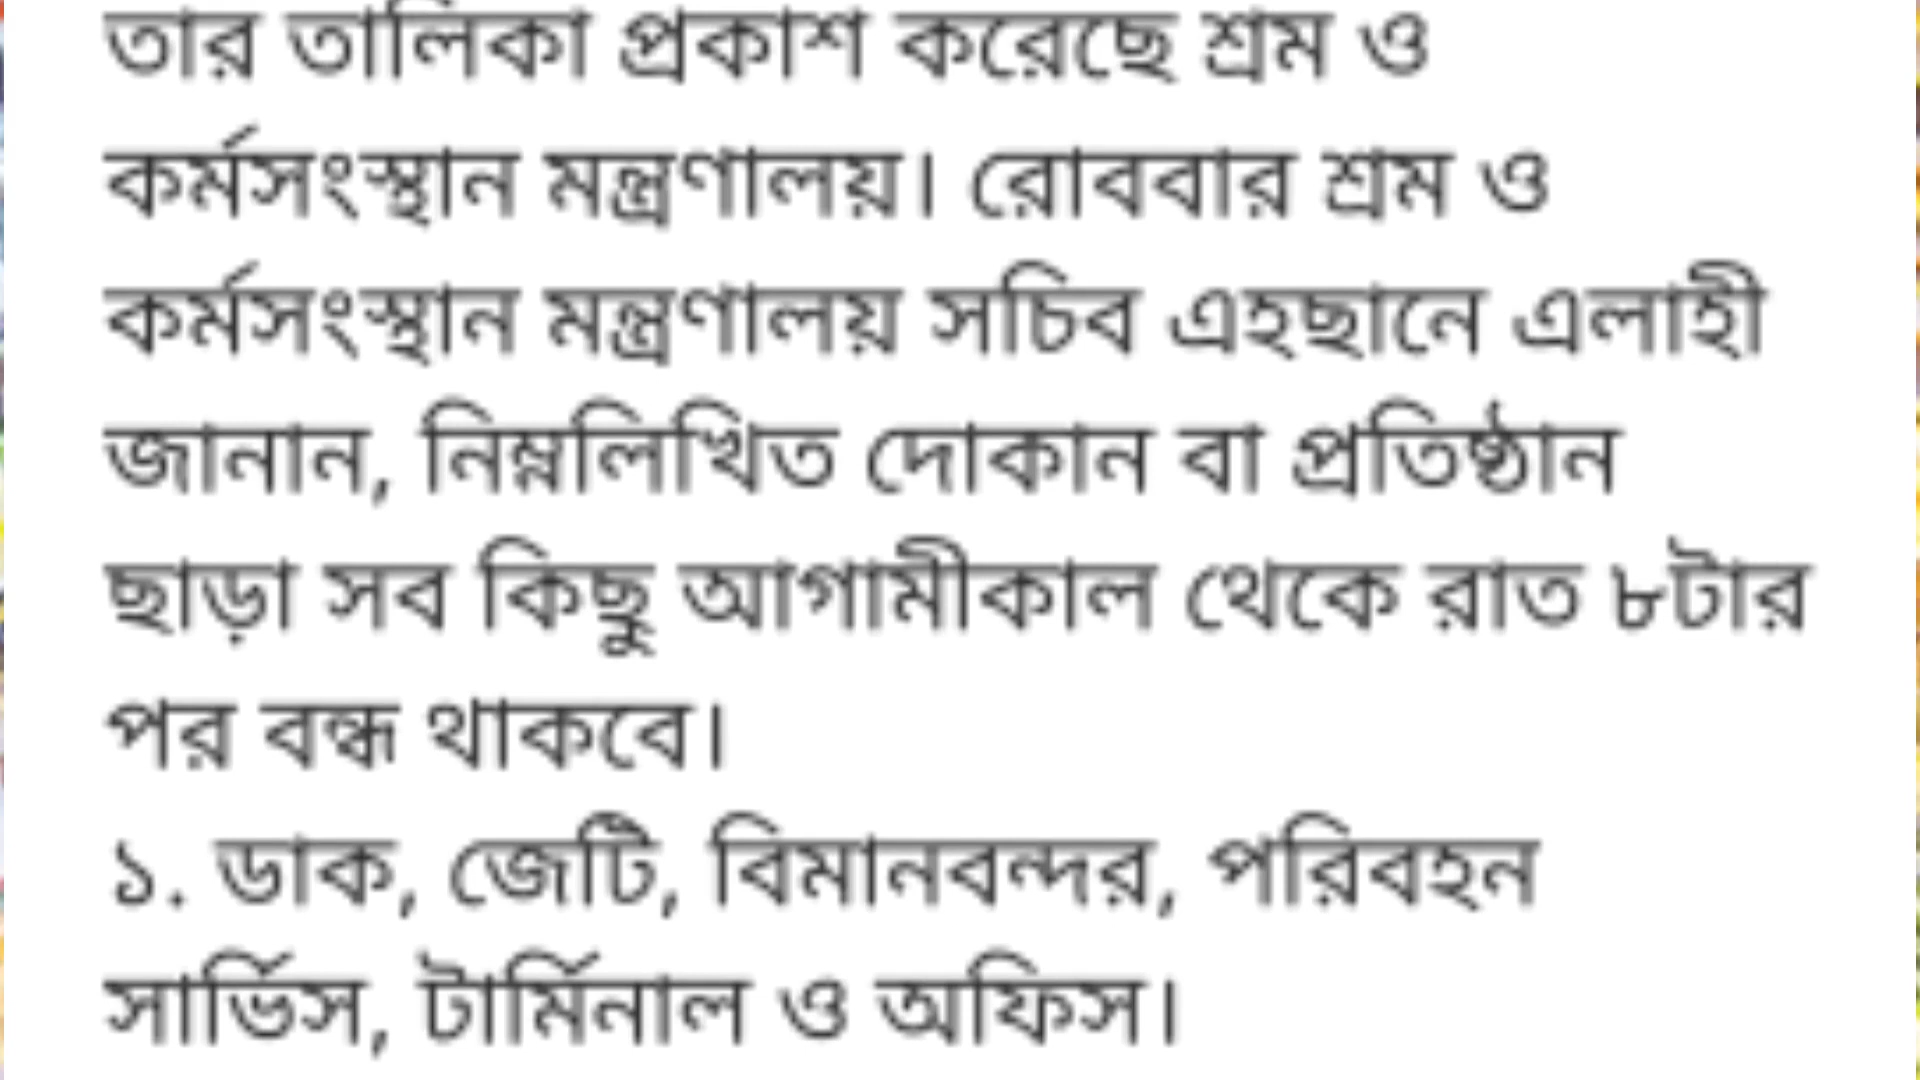 তার তালিকা প্রকাশ করেছে শ্রম ও
কর্মসংস্থান মন্ত্রণালয়। রোববার শ্রম ও
কর্মসংস্থান মন্ত্রণালয় সচিব এহছানে এলাহী
জানান, নিম্নলিখিত দোকান বা প্রতিষ্ঠান
ছাড়া সব কিছু আগামীকাল থেকে রাত ৮টার
পর বন্ধ থাকবে।
১. ডাক, জেটি, বিমানবন্দর, পরিবহন
সার্ভিস, টার্মিনাল ও অফিস।